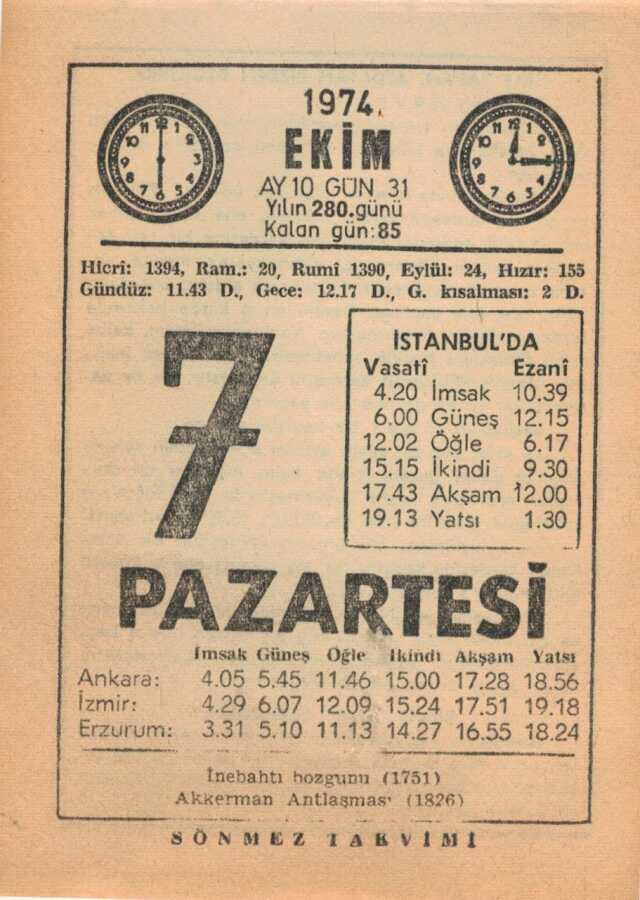 1974.
EKİM
AY 10 GÜN 31
Yılın 280.günü
Kalan gün:85
Hicrî: 1394, Ram.: 20, Rumî 1390, Eylül: 24, Hızır: 155
Gündüz: 11.43 D., Gece: 12.17 D., G. kısalması: 2 D.
7
İSTANBUL'DA
Vasatî Ezanî
4.20 İmsak 10.39
6.00 Güneş 12.15
12.02 Öğle 6.17
15.15 İkindi 9.30
17.43 Akşam 12.00
19.13 Yatsı 1.30
PAZARTESİ
İmsak Güneş Öğle İkindi Akşam Yatsı
Ankara: 4.05 5.45 11.46 15.00 17.28 18.56
İzmir: 4.29 6.07 12.09 15.24 17.51 19.18
Erzurum: 3.31 5.10 11.13 14.27 16.55 18.24
İnebahtı bozgunu (1751)
Akkerman Antlaşması (1826)
SÖNMEZ TAKVİMİ